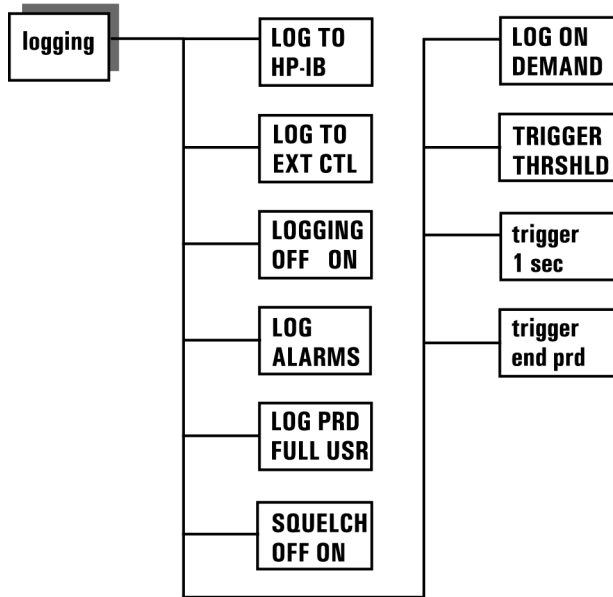 logging
LOG TO
HP-IB
LOG TO
EXT CTL
LOGGING
OFF ON
LOG
ALARMS
LOG PRD
FULL USR
SQUELCH
OFF ON
LOG ON
DEMAND
TRIGGER
THRSHLD
trigger
1 sec
trigger
end prd